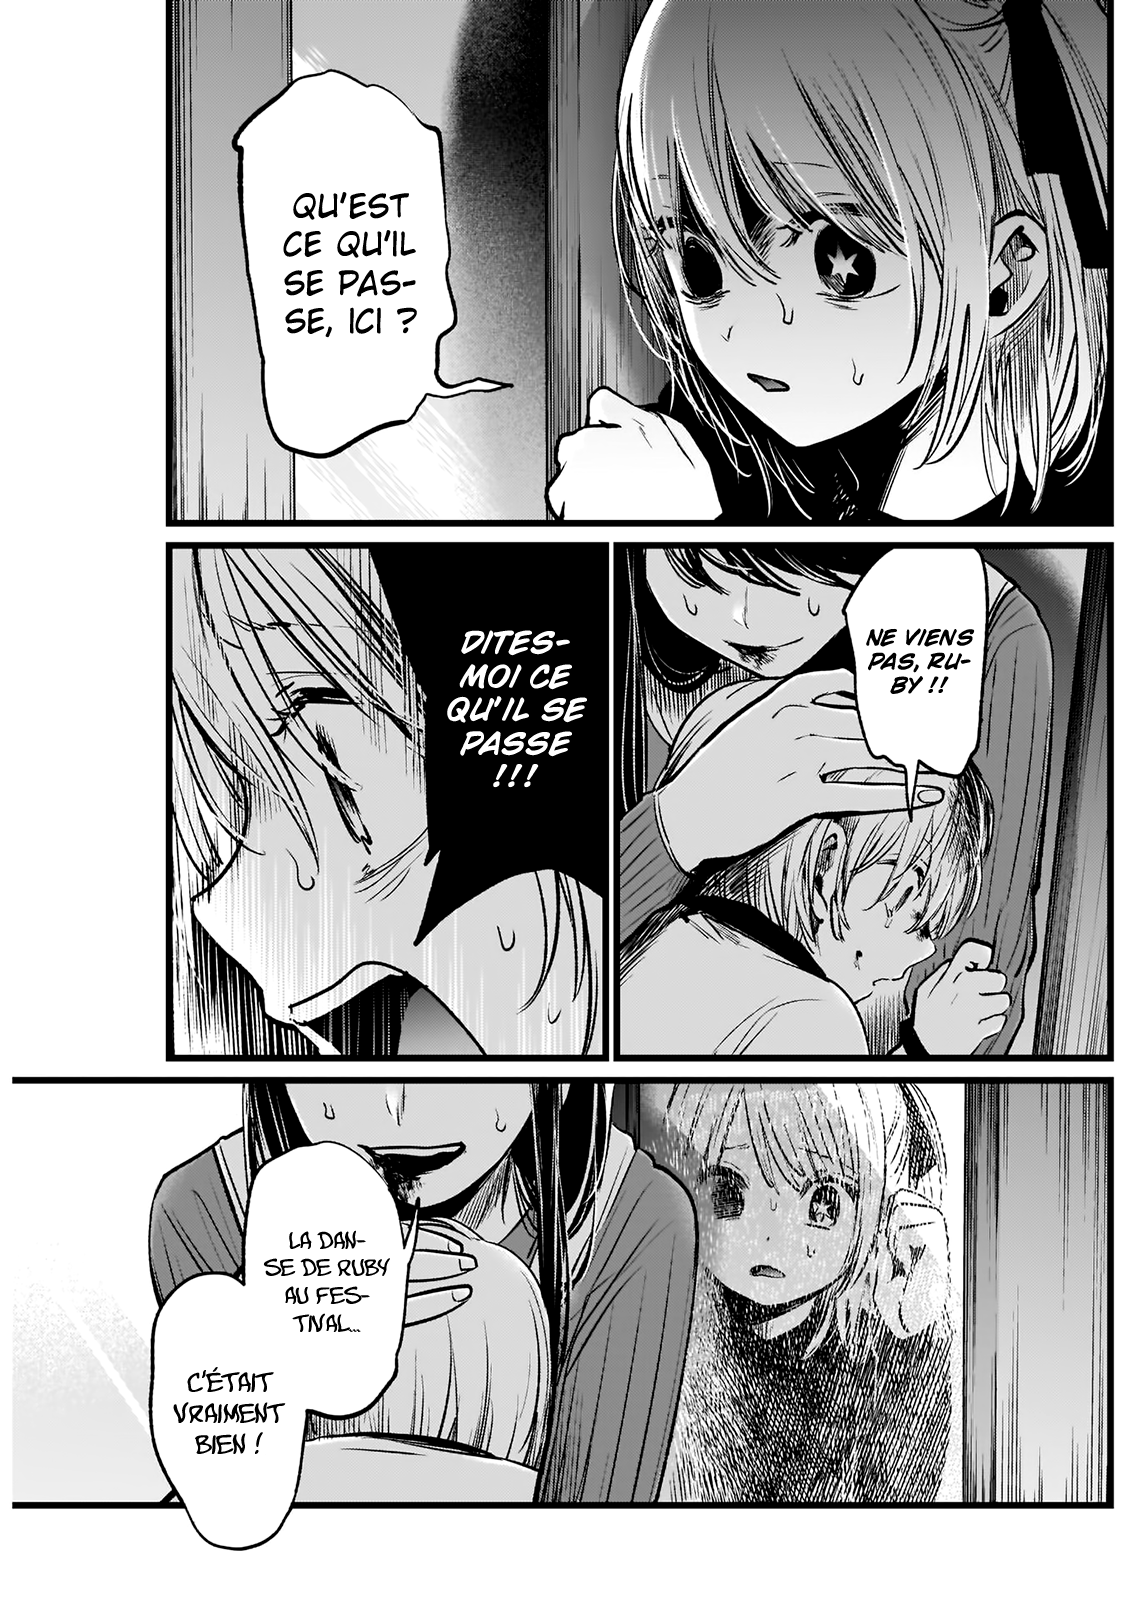 QU'EST
CE QU'IL
SE PAS-
SE, ICI ?
NE VIENS
PAS, RU-
BY !!
DITES-
MOI CE
QU'IL SE
PASSE
!!!
LA DAN-
SE DE RUBY
AU FES-
TIVAL...
C'ÉTAIT
VRAIMENT
BIEN !